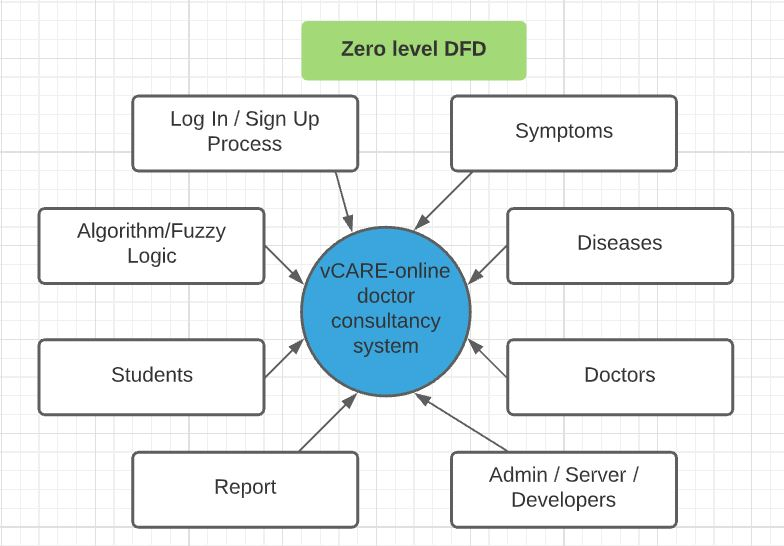 Zero level DFD
Log In / Sign Up
Process
Symptoms
Algorithm/Fuzzy
Logic
Diseases
vCARE-online
doctor
consultancy
system
Students
Doctors
Report
Admin / Server /
Developers